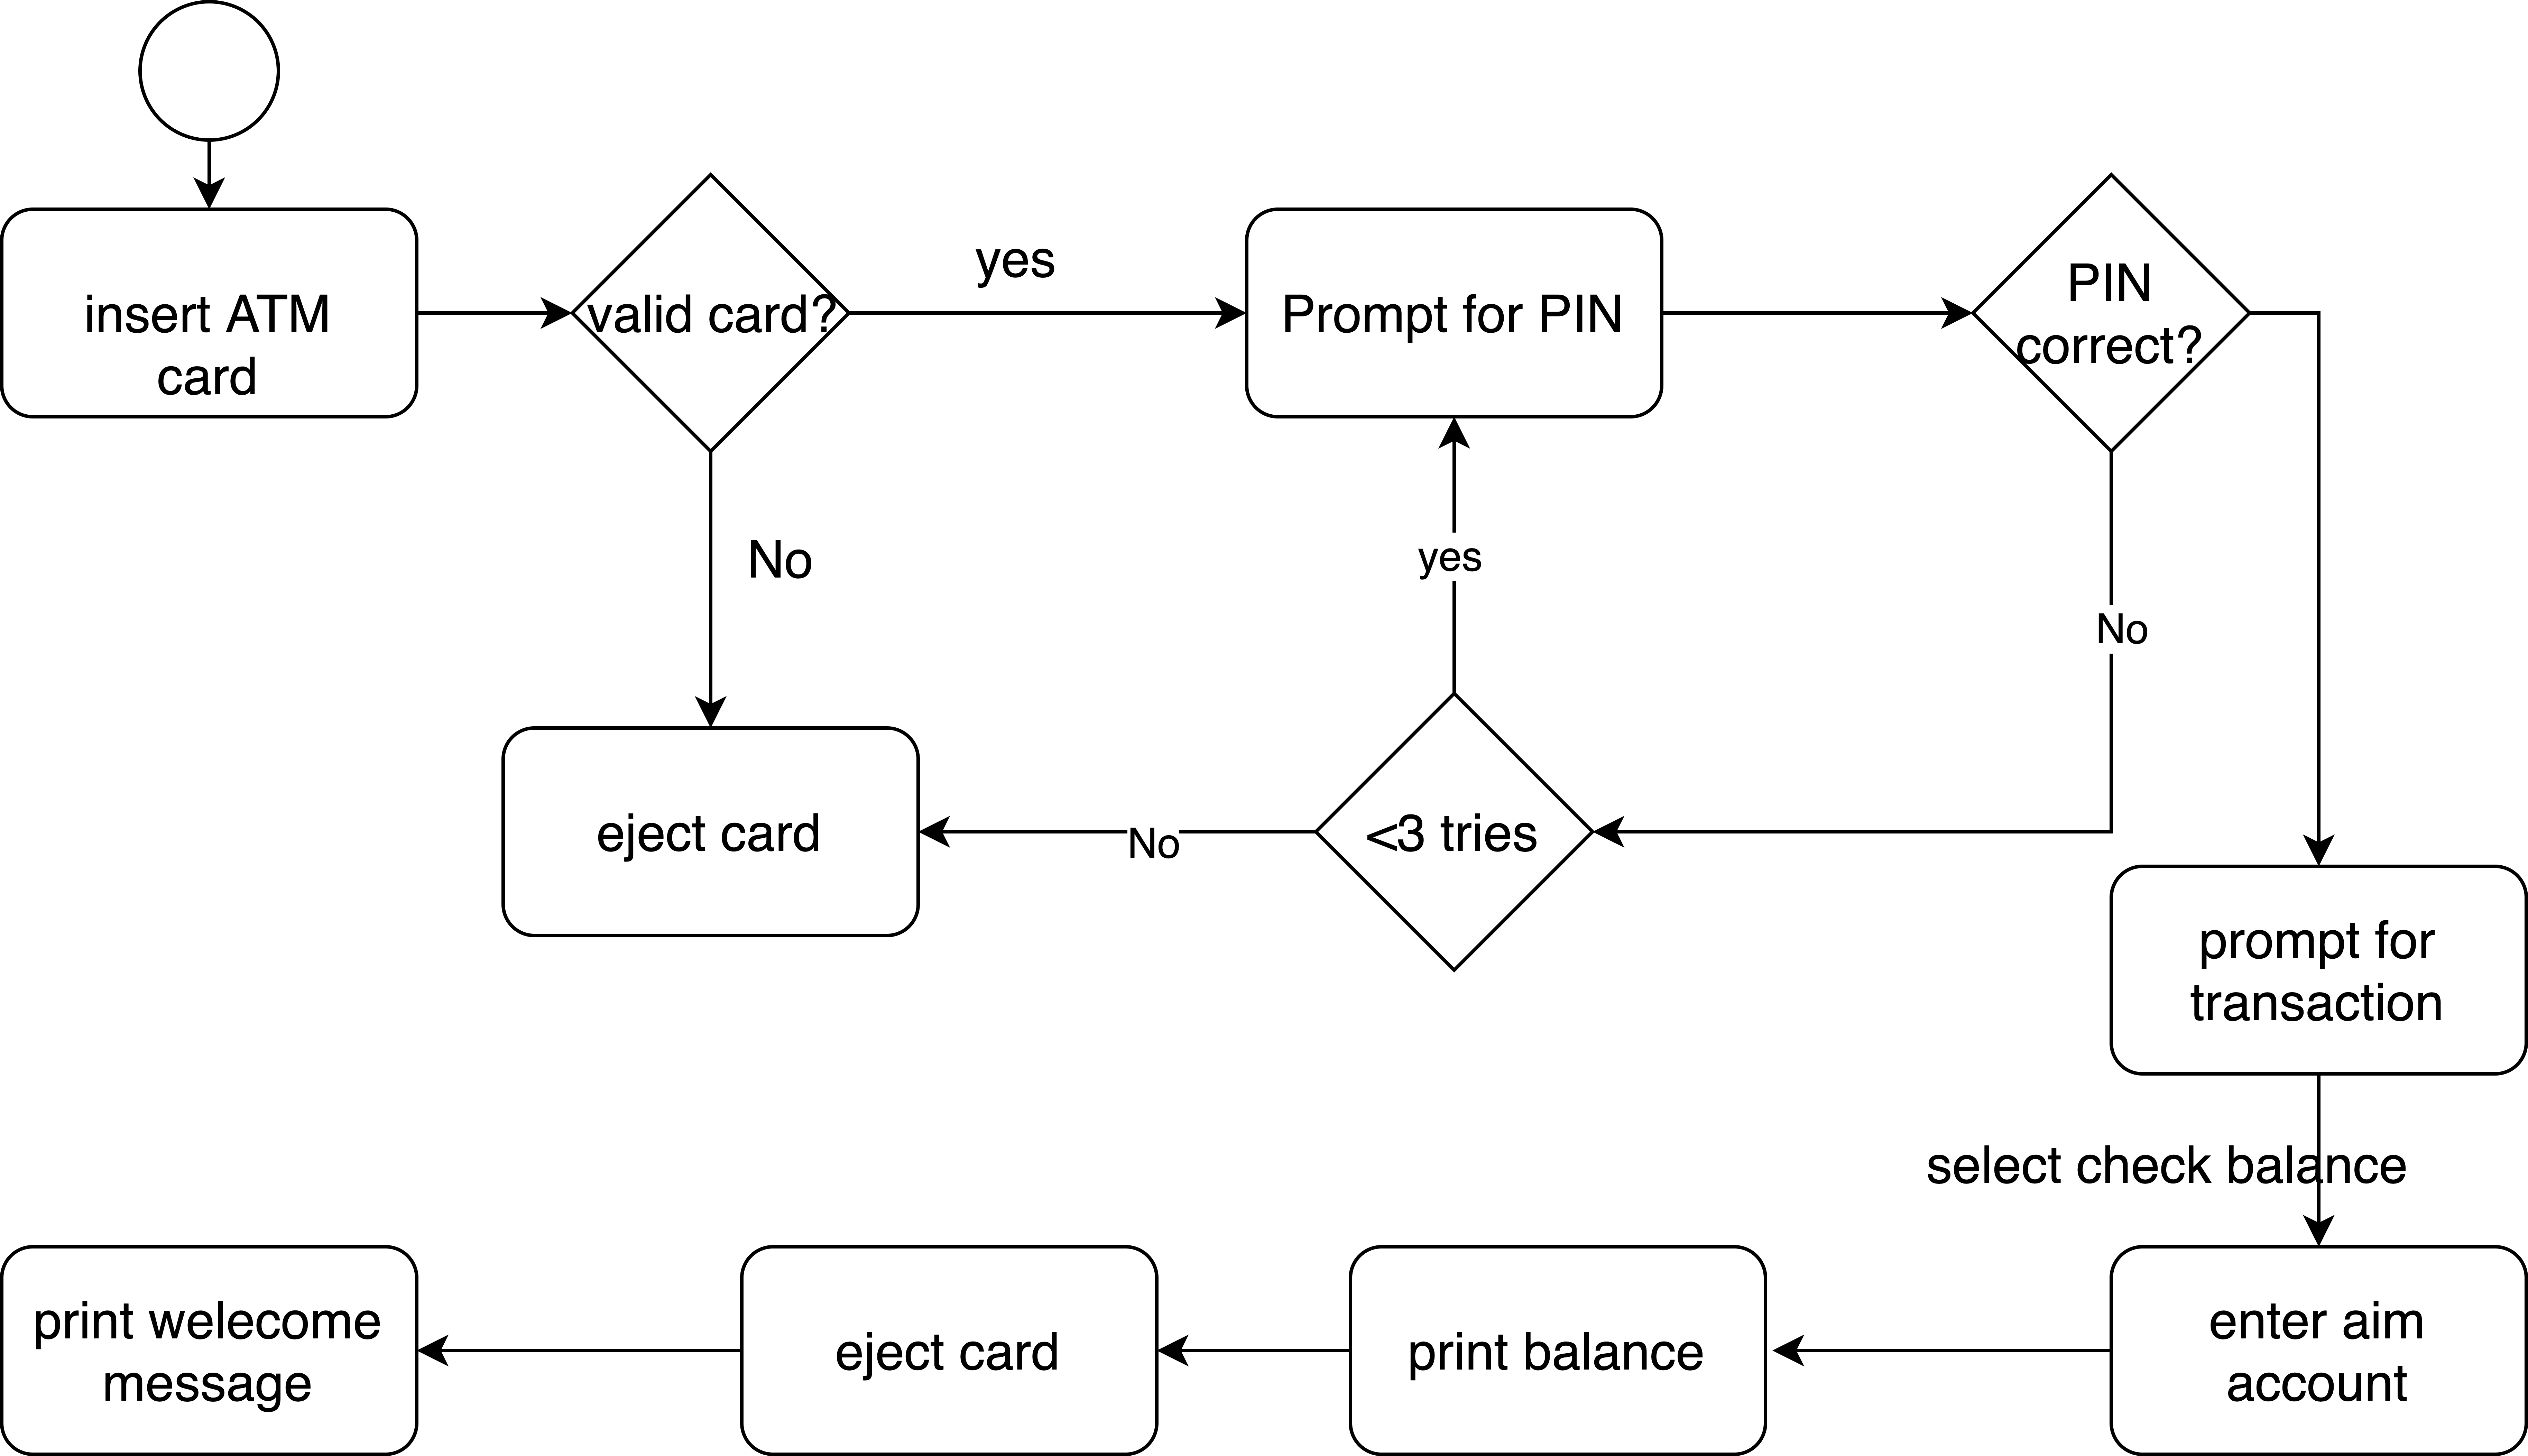 insert ATM
card
valid card?
yes
Prompt for PIN
PIN
correct?
No
yes
No
eject card
No
<3 tries
prompt for
transaction
select check balance
print welecome
message
eject card
print balance
enter aim
account